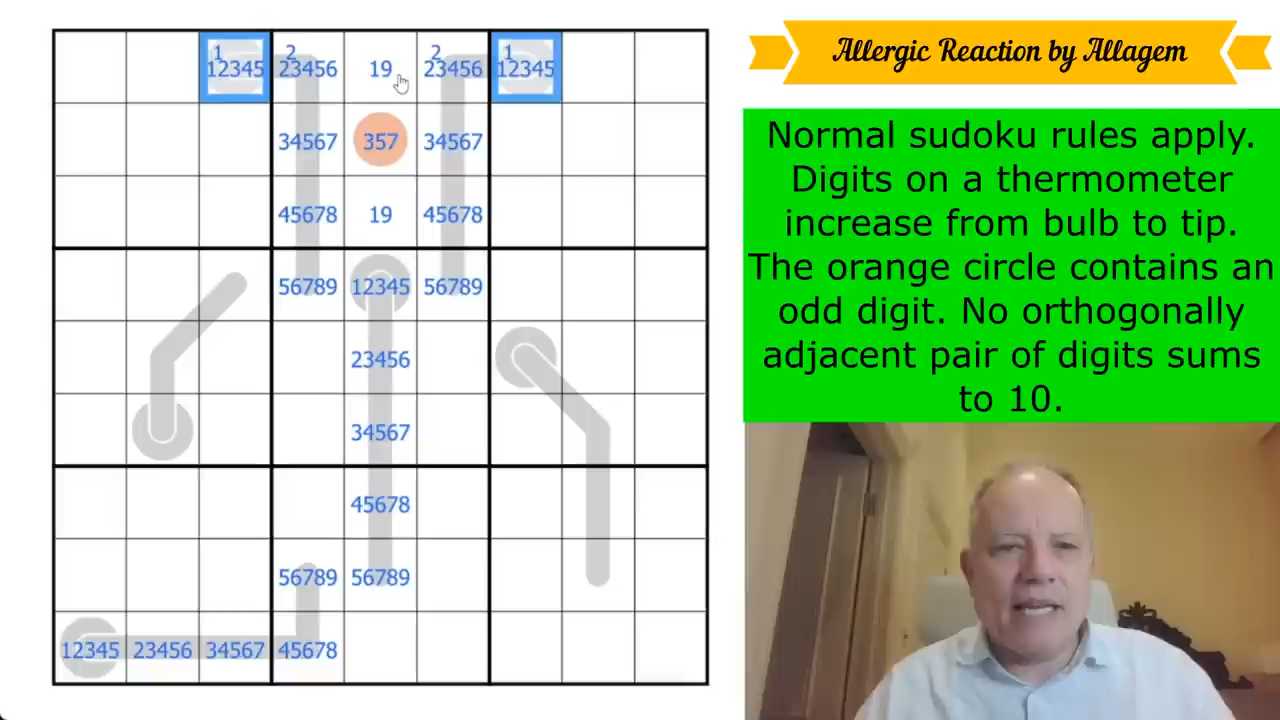 Allergic Reaction by Allagem
Normal sudoku rules apply.
Digits on a thermometer
increase from bulb to tip.
The orange circle contains an
odd digit. No orthogonally
adjacent pair of digits sums
to 10.
1 2 2 1
12345 23456 19 23456 12345
34567 357 34567
45678 19 45678
56789 12345 56789
23456
34567
45678
56789 56789
12345 23456 34567 45678